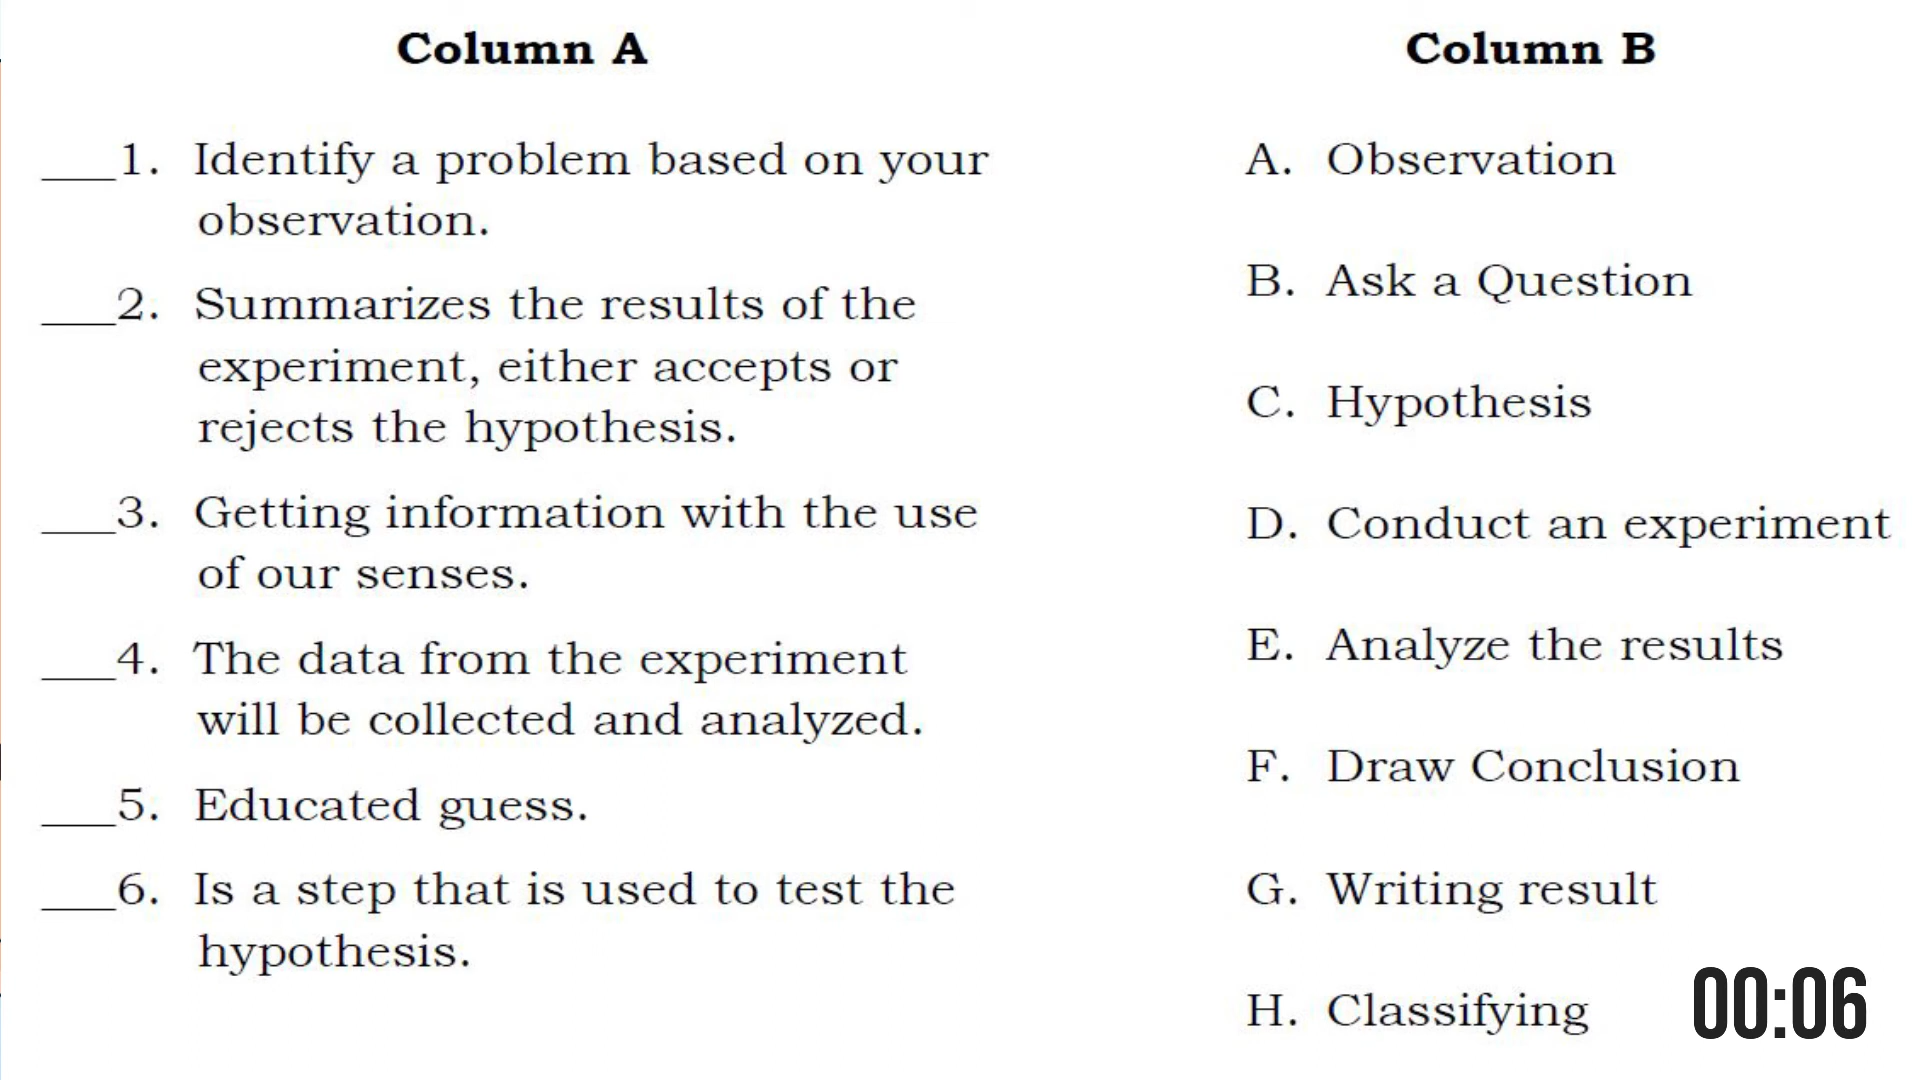 Column A
___1. Identify a problem based on your
observation.
___2. Summarizes the results of the
experiment, either accepts or
rejects the hypothesis.
___3. Getting information with the use
of our senses.
___4. The data from the experiment
will be collected and analyzed.
___5. Educated guess.
___6. Is a step that is used to test the
hypothesis.
Column B
A. Observation
B. Ask a Question
C. Hypothesis
D. Conduct an experiment
E. Analyze the results
F. Draw Conclusion
G. Writing result
H. Classifying
00:06